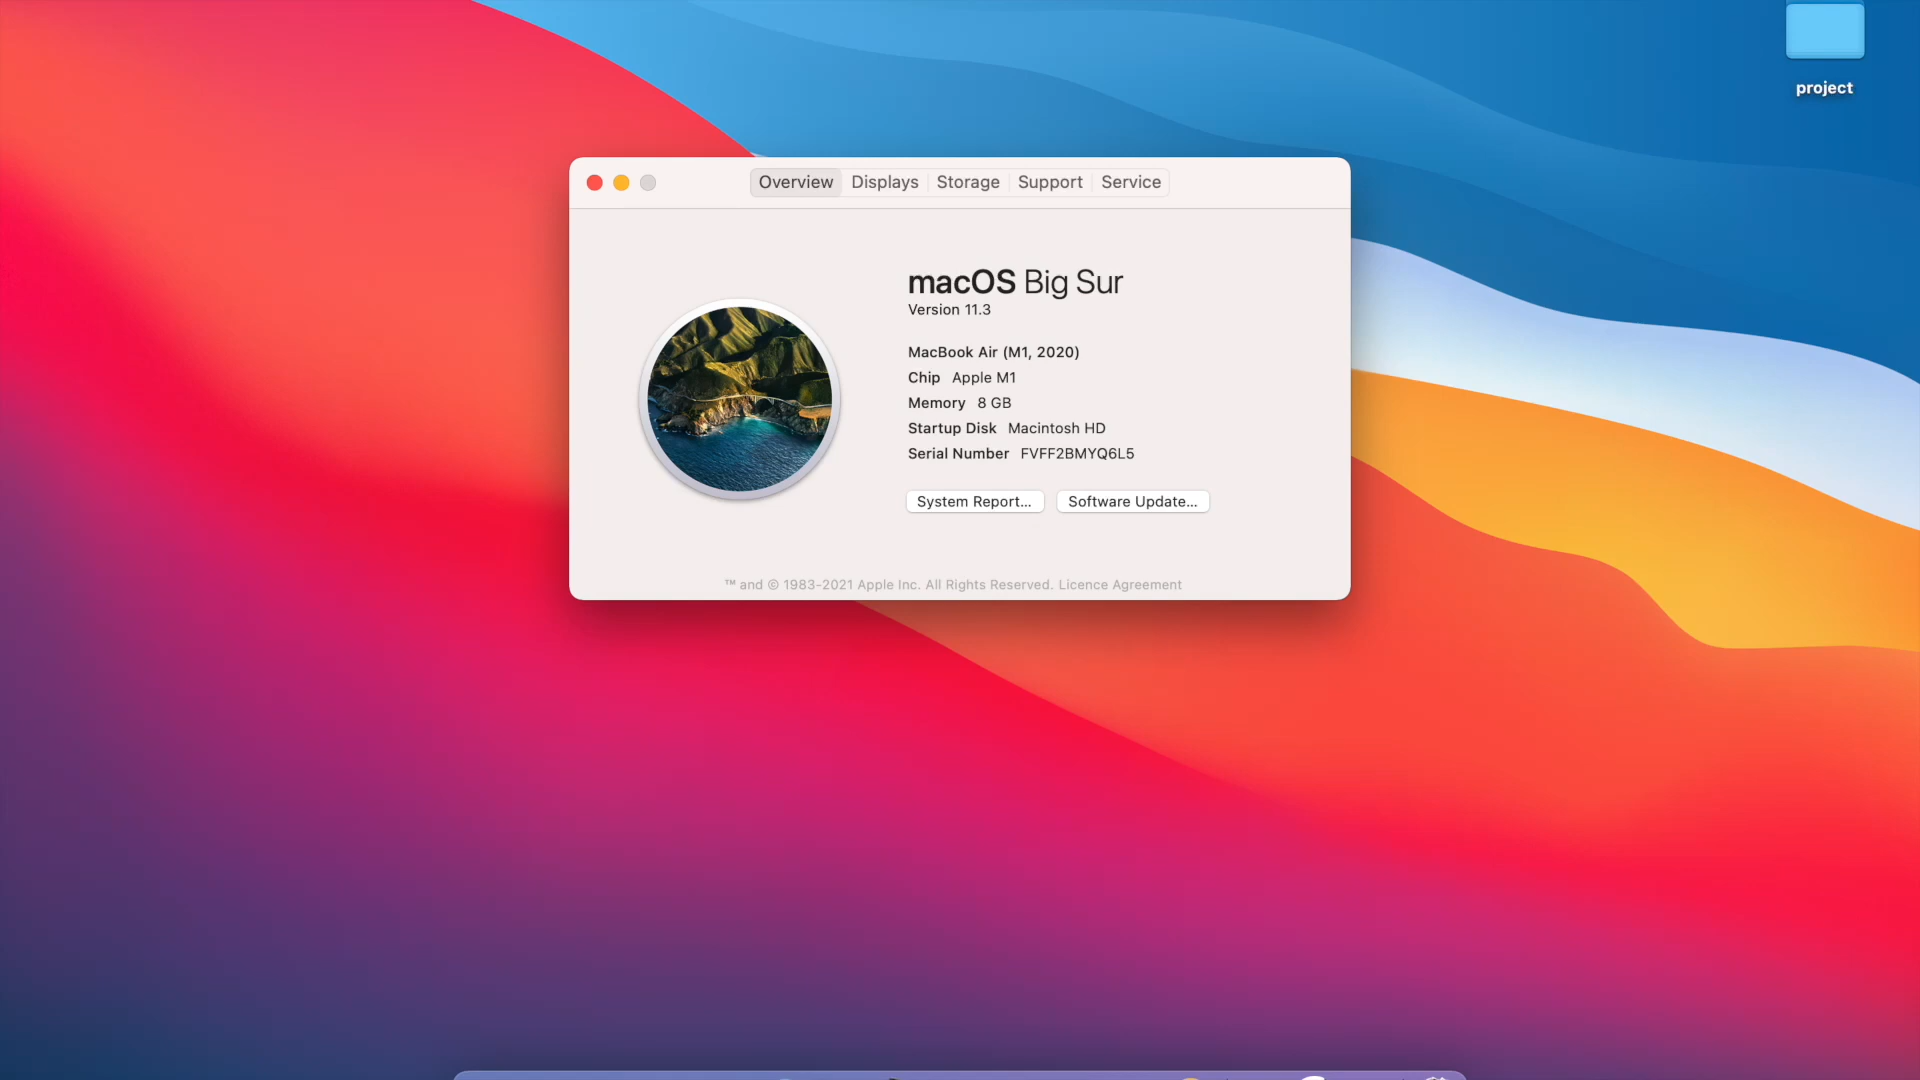 project
Overview Displays Storage Support Service
macOS Big Sur
Version 11.3
MacBook Air (M1, 2020)
Chip Apple M1
Memory 8 GB
Startup Disk Macintosh HD
Serial Number FVFF2BMYQ6L5
System Report... Software Update...
™ and © 1983-2021 Apple Inc. All Rights Reserved. Licence Agreement